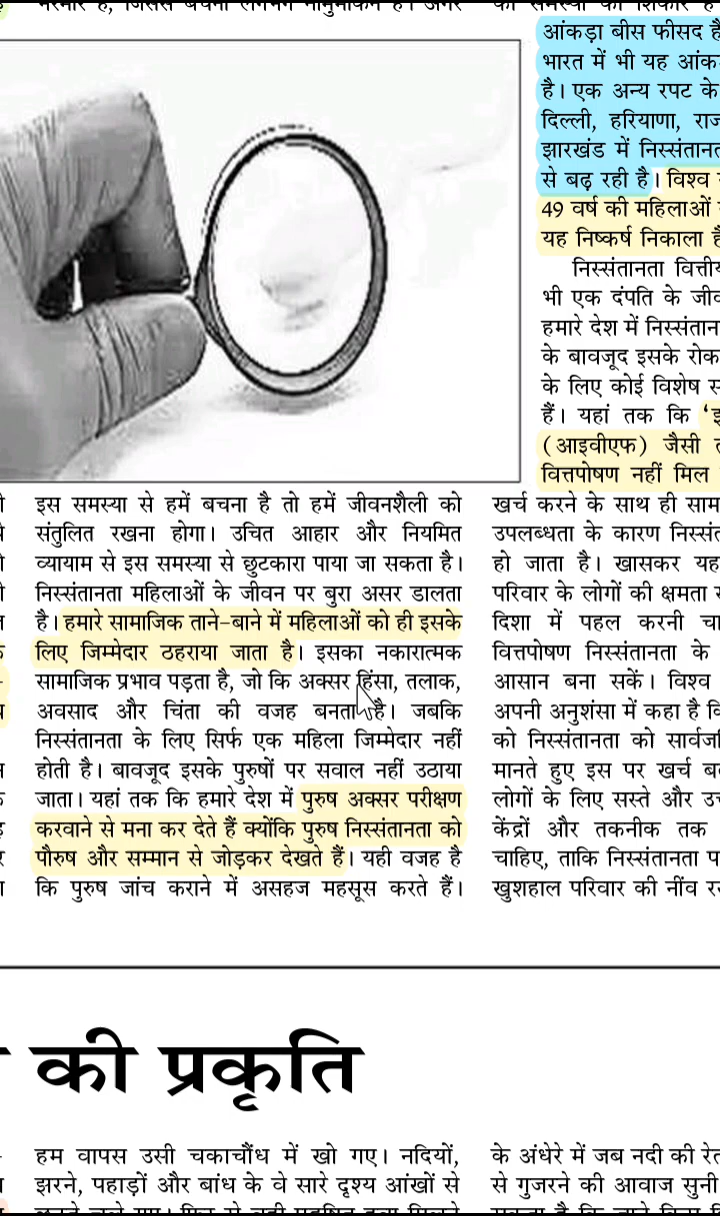 आंकड़ा बीस फीसद है
भारत में भी यह
है। एक अन्य रपट के
दिल्ली, हरियाणा,
झारखंड में
से बढ़ रही है। विश्व
49 वर्ष की महिलाओं
यह निष्कर्ष निकाला है
निस्संतानता
भी एक दंपति के
हमारे देश में
के बावजूद इसके
के लिए कोई विशेष
हैं। यहां तक कि
(आइवीएफ) जैसी
वित्तपोषण नहीं मिल
इस समस्या से हमें बचना है तो हमें जीवनशैली को
संतुलित रखना होगा। उचित आहार और नियमित
व्यायाम से इस समस्या से छुटकारा पाया जा सकता है।
निस्संतानता महिलाओं के जीवन पर बुरा असर डालता
है। हमारे सामाजिक ताने-बाने में महिलाओं को ही इसके
लिए जिम्मेदार ठहराया जाता है। इसका नकारात्मक
सामाजिक प्रभाव पड़ता है, जो कि अक्सर हिंसा, तलाक,
अवसाद और चिंता की वजह बनता है। जबकि
निस्संतानता के लिए सिर्फ एक महिला जिम्मेदार नहीं
होती है। बावजूद इसके पुरुषों पर सवाल नहीं उठाया
जाता। यहां तक कि हमारे देश में पुरुष अक्सर परीक्षण
करवाने से मना कर देते हैं क्योंकि पुरुष निस्संतानता को
पौरुष और सम्मान से जोड़कर देखते हैं। यही वजह है
कि पुरुष जांच कराने में असहज महसूस करते हैं।
खर्च करने के साथ ही
उपलब्धता के कारण
हो जाता है। खासकर यह
परिवार के लोगों की क्षमता
दिशा में पहल करनी
वित्तपोषण निस्संतानता के
आसान बना सकें। विश्व
अपनी अनुशंसा में कहा है
को निस्संतानता को
मानते हुए इस पर खर्च
लोगों के लिए सस्ते और
केंद्रों और तकनीक तक
चाहिए, ताकि निस्संतानता
खुशहाल परिवार की नींव
की प्रकृति
हम वापस उसी चकाचौंध में खो गए। नदियों,
झरने, पहाड़ों और बांध के वे सारे दृश्य आंखों से
के अंधेरे में जब नदी की
से गुजरने की आवाज सुनी